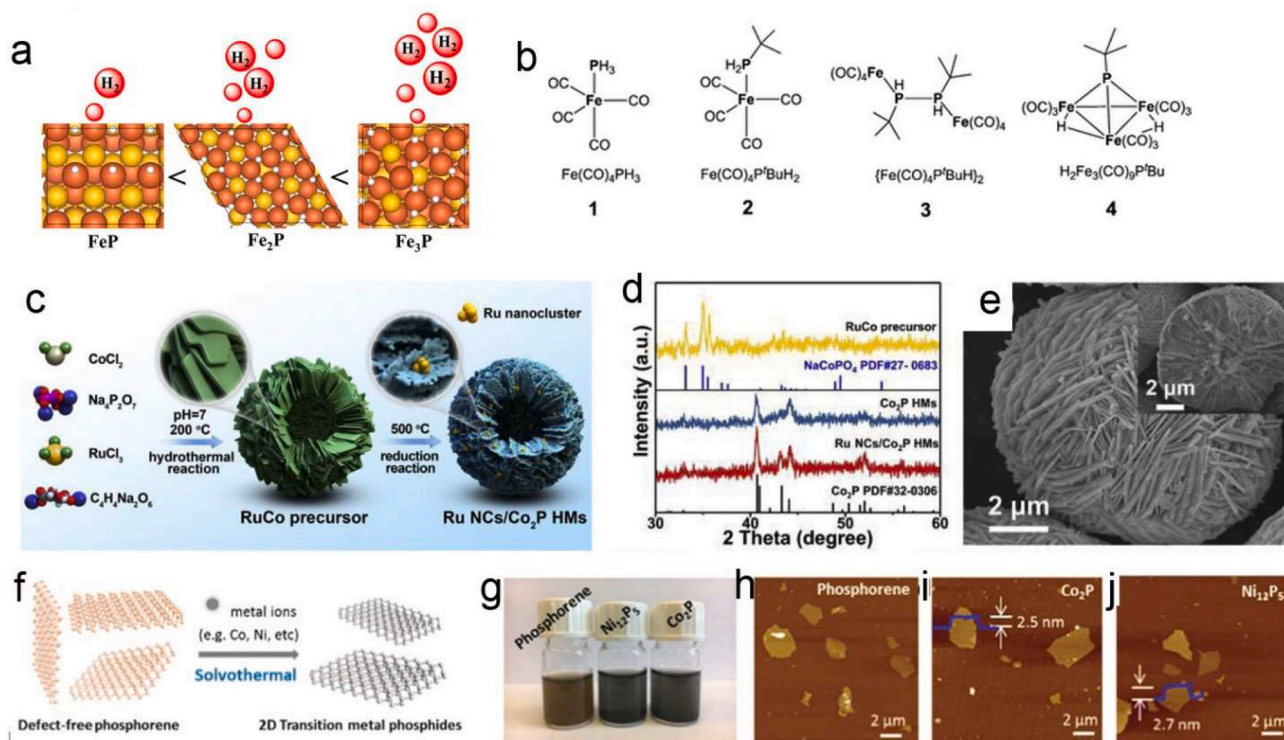 a
H₂
H₂
H₂
H₂
H₂
H₂
FeP
<
Fe₂P
<
Fe₃P
b
PH₃
OC
Fe
CO
OC
CO
Fe(CO)₄PH₃
1
H₂P
OC
Fe
CO
OC
CO
Fe(CO)₄PᵗBuH₂
2
(OC)₄Fe
H
P
P
H
Fe(CO)₄
{Fe(CO)₄PᵗBuH}₂
3
P
(OC)₃Fe
Fe(CO)₃
H
Fe
(CO)₃
H
H₂Fe₃(CO)₉PᵗBu
4
c
CoCl₂
Na₄P₂O₇
RuCl₃
C₄H₄Na₂O₆
pH=7
200 °C
hydrothermal
reaction
RuCo precursor
Ru nanocluster
500 °C
reduction
reaction
Ru NCs/Co₂P HMs
d
Intensity (a.u.)
RuCo precursor
NaCoPO₄ PDF#27- 0683
Co₂P HMs
Ru NCs/Co₂P HMs
Co₂P PDF#32-0306
30 40 50 60
2 Theta (degree)
e
2 μm
2 μm
f
metal ions
(e.g. Co, Ni, etc)
Solvothermal
Defect-free phosphorene
2D Transition metal phosphides
g
Phosphorene
Ni₁₂P₅
Co₂P
h
Phosphorene
2 μm
i
Co₂P
2.5 nm
2 μm
j
Ni₁₂P₅
2.7 nm
2 μm